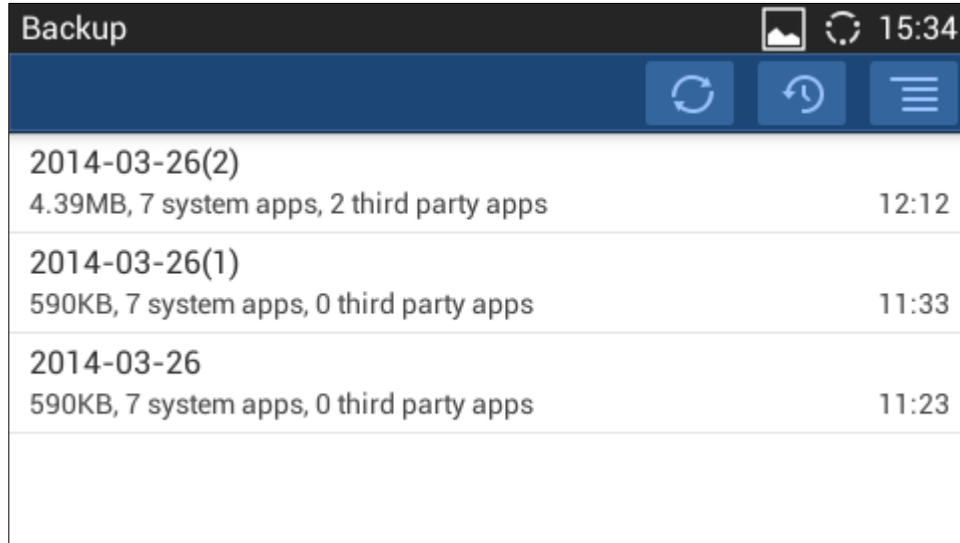 Backup 15:34
2014-03-26(2)
4.39MB, 7 system apps, 2 third party apps 12:12
2014-03-26(1)
590KB, 7 system apps, 0 third party apps 11:33
2014-03-26
590KB, 7 system apps, 0 third party apps 11:23